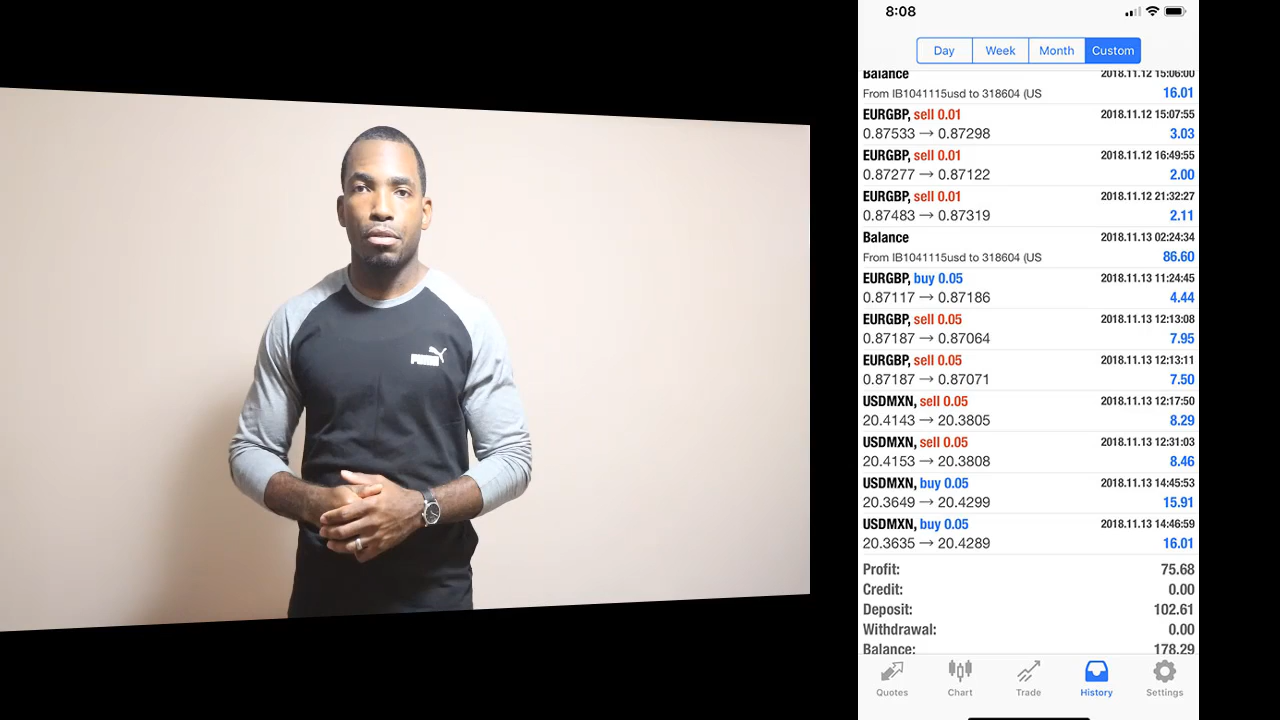 PUMA
8:08
Day Week Month Custom
Balance 2018.11.12 15:06:00
From IB1041115usd to 318604 (US 16.01
EURGBP, sell 0.01 2018.11.12 15:07:55
0.87533 → 0.87298 3.03
EURGBP, sell 0.01 2018.11.12 16:49:55
0.87277 → 0.87122 2.00
EURGBP, sell 0.01 2018.11.12 21:32:27
0.87483 → 0.87319 2.11
Balance 2018.11.13 02:24:34
From IB1041115usd to 318604 (US 86.60
EURGBP, buy 0.05 2018.11.13 11:24:45
0.87117 → 0.87186 4.44
EURGBP, sell 0.05 2018.11.13 12:13:08
0.87187 → 0.87064 7.95
EURGBP, sell 0.05 2018.11.13 12:13:11
0.87187 → 0.87071 7.50
USDMXN, sell 0.05 2018.11.13 12:17:50
20.4143 → 20.3805 8.29
USDMXN, sell 0.05 2018.11.13 12:31:03
20.4153 → 20.3808 8.46
USDMXN, buy 0.05 2018.11.13 14:45:53
20.3649 → 20.4299 15.91
USDMXN, buy 0.05 2018.11.13 14:46:59
20.3635 → 20.4289 16.01
Profit: 75.68
Credit: 0.00
Deposit: 102.61
Withdrawal: 0.00
Balance: 178.29
Quotes Chart Trade History Settings